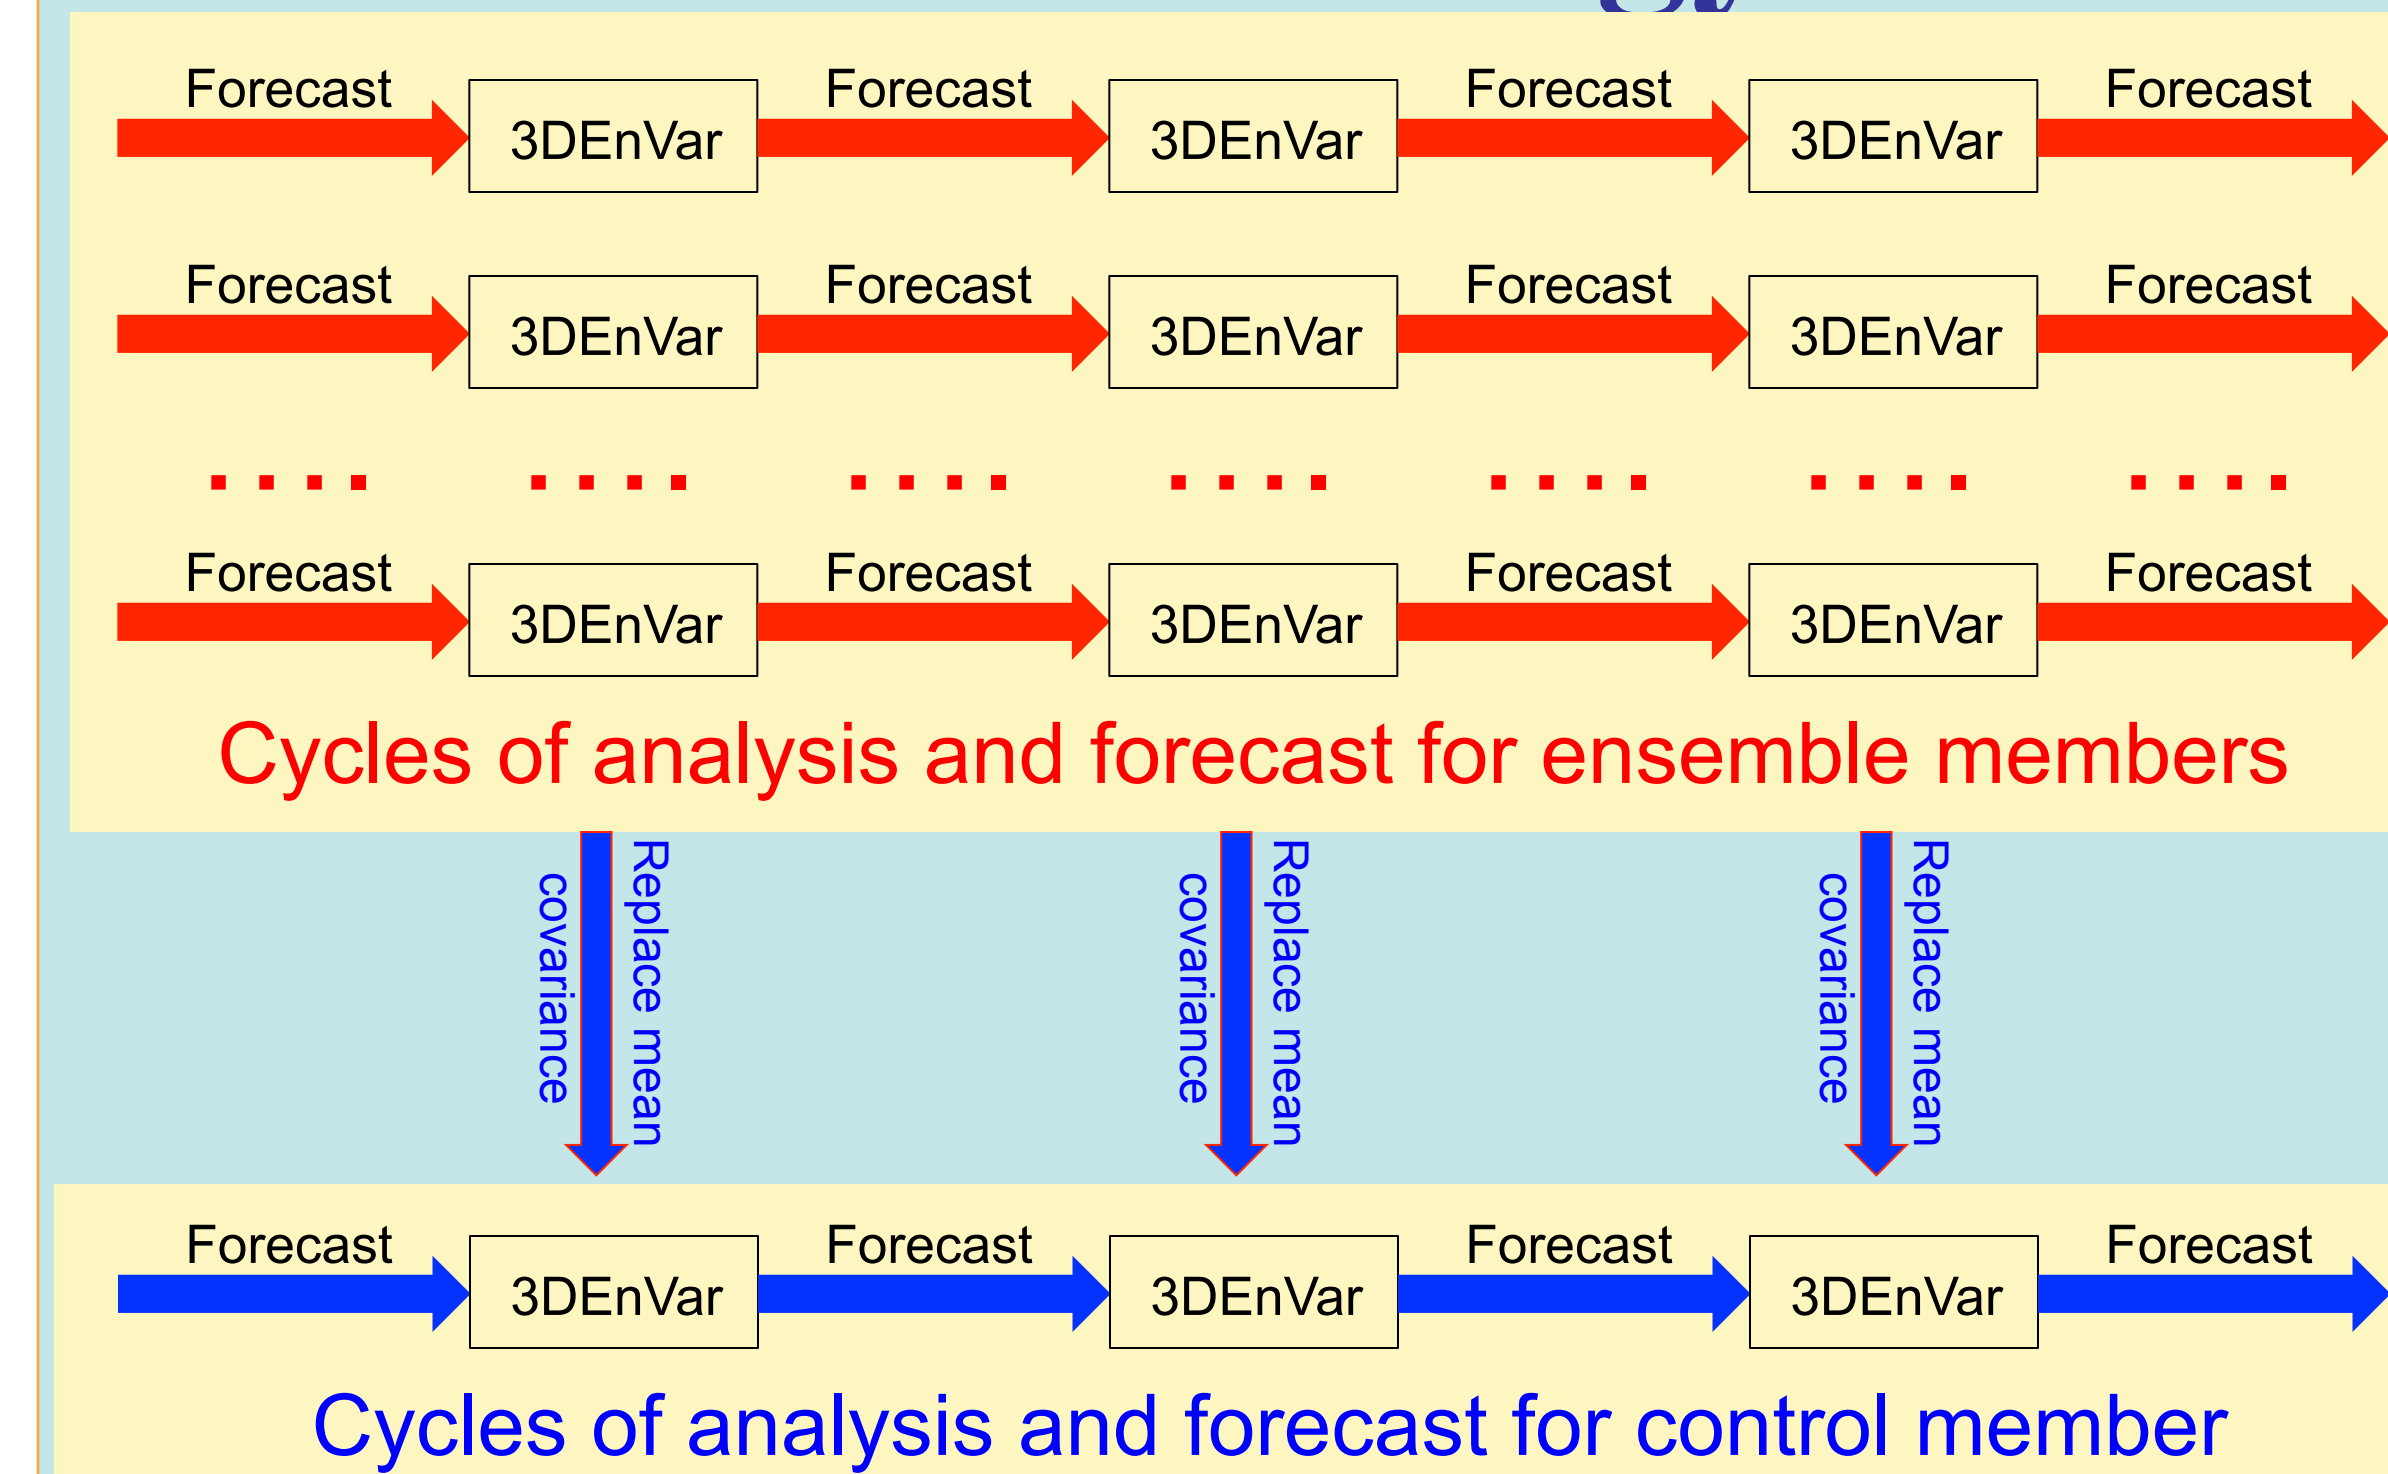 Forecast Forecast Forecast Forecast
3DEnVar 3DEnVar 3DEnVar
Forecast Forecast Forecast Forecast
3DEnVar 3DEnVar 3DEnVar
Forecast Forecast Forecast Forecast
3DEnVar 3DEnVar 3DEnVar
Cycles of analysis and forecast for ensemble members
Replace mean
covariance
Replace mean
covariance
Replace mean
covariance
Forecast Forecast Forecast Forecast
3DEnVar 3DEnVar 3DEnVar
Cycles of analysis and forecast for control member